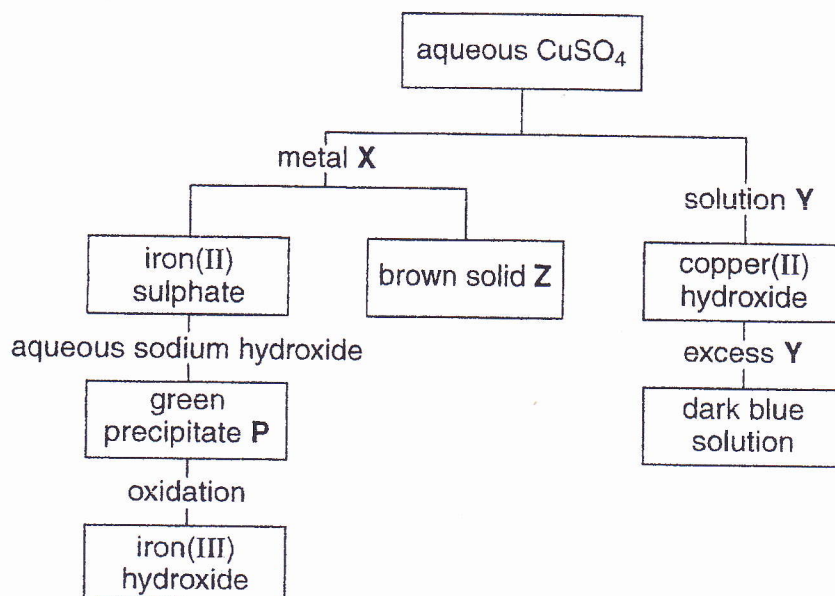 aqueous CuSO₄
metal X
solution Y
iron(II)
sulphate
brown solid Z
copper(II)
hydroxide
aqueous sodium hydroxide
excess Y
green
precipitate P
dark blue
solution
oxidation
iron(III)
hydroxide